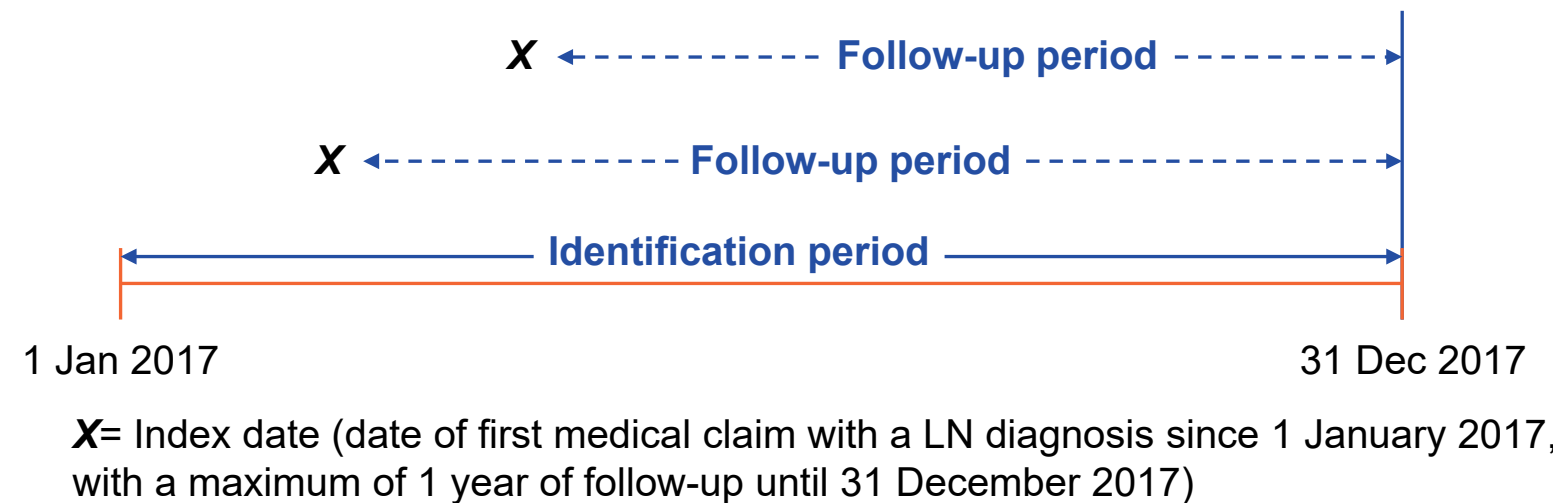 X Follow-up period
X Follow-up period
Identification period
1 Jan 2017 31 Dec 2017
X= Index date (date of first medical claim with a LN diagnosis since 1 January 2017,
with a maximum of 1 year of follow-up until 31 December 2017)